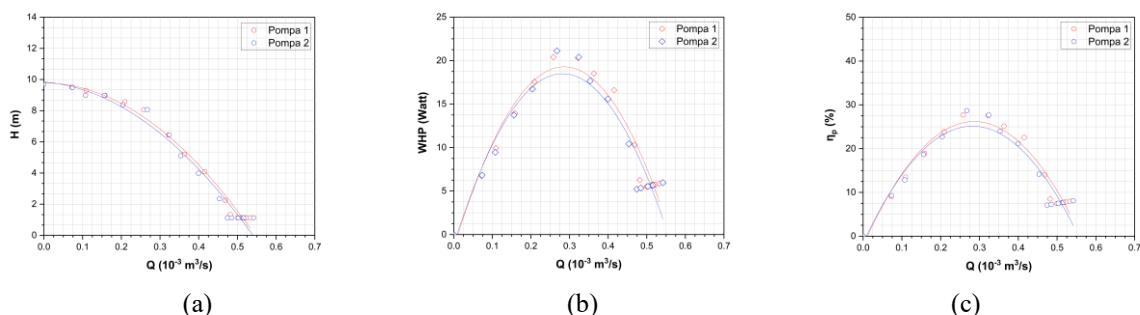 14
12
10
8
6
4
2
0
H (m)
0.0 0.1 0.2 0.3 0.4 0.5 0.6 0.7
Q (10⁻³ m³/s)
Pompa 1
Pompa 2
(a)
25
20
15
10
5
0
WHP (Watt)
0.0 0.1 0.2 0.3 0.4 0.5 0.6 0.7
Q (10⁻³ m³/s)
Pompa 1
Pompa 2
(b)
50
40
30
20
10
0
ηₚ (%)
0.0 0.1 0.2 0.3 0.4 0.5 0.6 0.7
Q (10⁻³ m³/s)
Pompa 1
Pompa 2
(c)